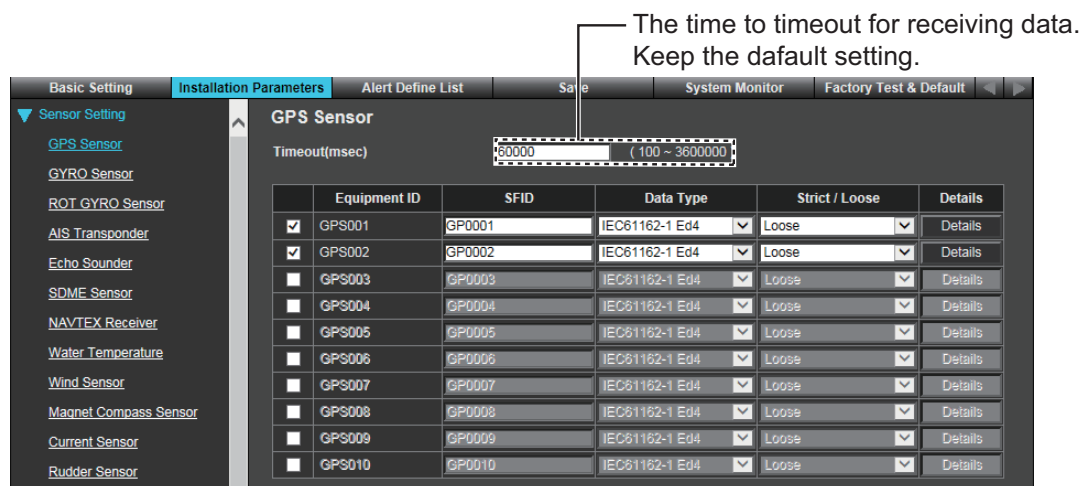 The time to timeout for receiving data.
Keep the dafault setting.
Basic Setting Installation Parameters Alert Define List Save System Monitor Factory Test & Default
Sensor Setting
GPS Sensor
GYRO Sensor
ROT GYRO Sensor
AIS Transponder
Echo Sounder
SDME Sensor
NAVTEX Receiver
Water Temperature
Wind Sensor
Magnet Compass Sensor
Current Sensor
Rudder Sensor
GPS Sensor
Timeout(msec) 60000 ( 100 ~ 3600000
Equipment ID SFID Data Type Strict / Loose Details
GPS001 GP0001 IEC61162-1 Ed4 Loose Details
GPS002 GP0002 IEC61162-1 Ed4 Loose Details
GPS003 GP0003 IEC61162-1 Ed4 Loose Details
GPS004 GP0004 IEC61162-1 Ed4 Loose Details
GPS005 GP0005 IEC61162-1 Ed4 Loose Details
GPS006 GP0006 IEC61162-1 Ed4 Loose Details
GPS007 GP0007 IEC61162-1 Ed4 Loose Details
GPS008 GP0008 IEC61162-1 Ed4 Loose Details
GPS009 GP0009 IEC61162-1 Ed4 Loose Details
GPS010 GP0010 IEC61162-1 Ed4 Loose Details